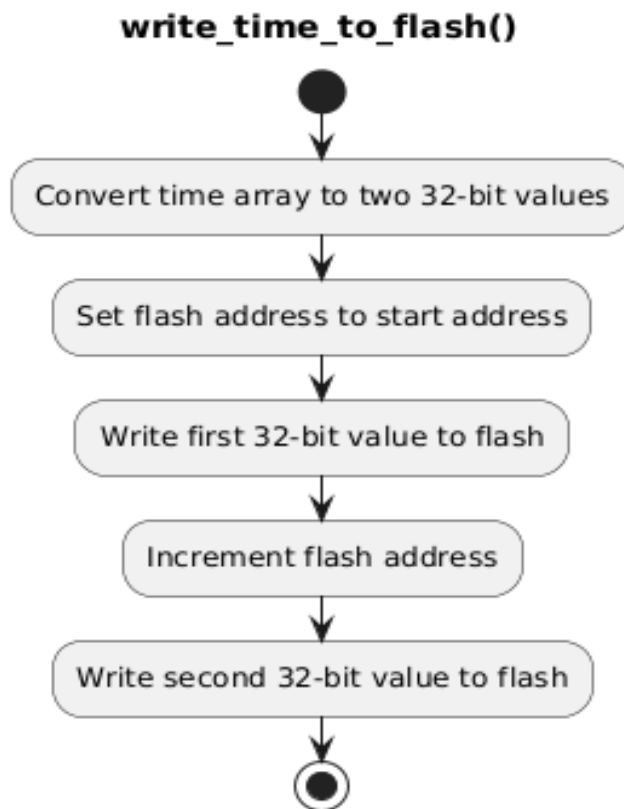 write_time_to_flash()
Convert time array to two 32-bit values
Set flash address to start address
Write first 32-bit value to flash
Increment flash address
Write second 32-bit value to flash